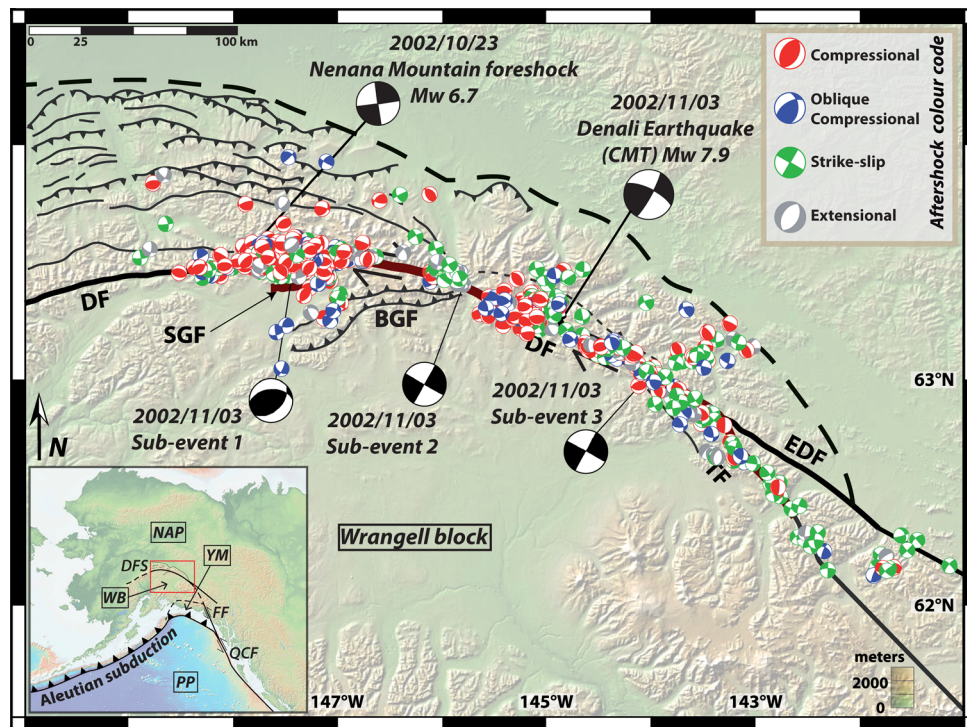 0 25 100 km
2002/10/23
Nenana Mountain foreshock
Mw 6.7
2002/11/03
Denali Earthquake
(CMT) Mw 7.9
Compressional
Oblique
Compressional
Strike-slip
Extensional
Aftershock colour code
DF
SGF
BGF
DF
63°N
2002/11/03
Sub-event 1
2002/11/03
Sub-event 2
2002/11/03
Sub-event 3
N
EDF
TF
Wrangell block
NAP
YM
DFS
WB
FF
QCF
Aleutian subduction
PP
62°N
meters
2000
0
147°W
145°W
143°W